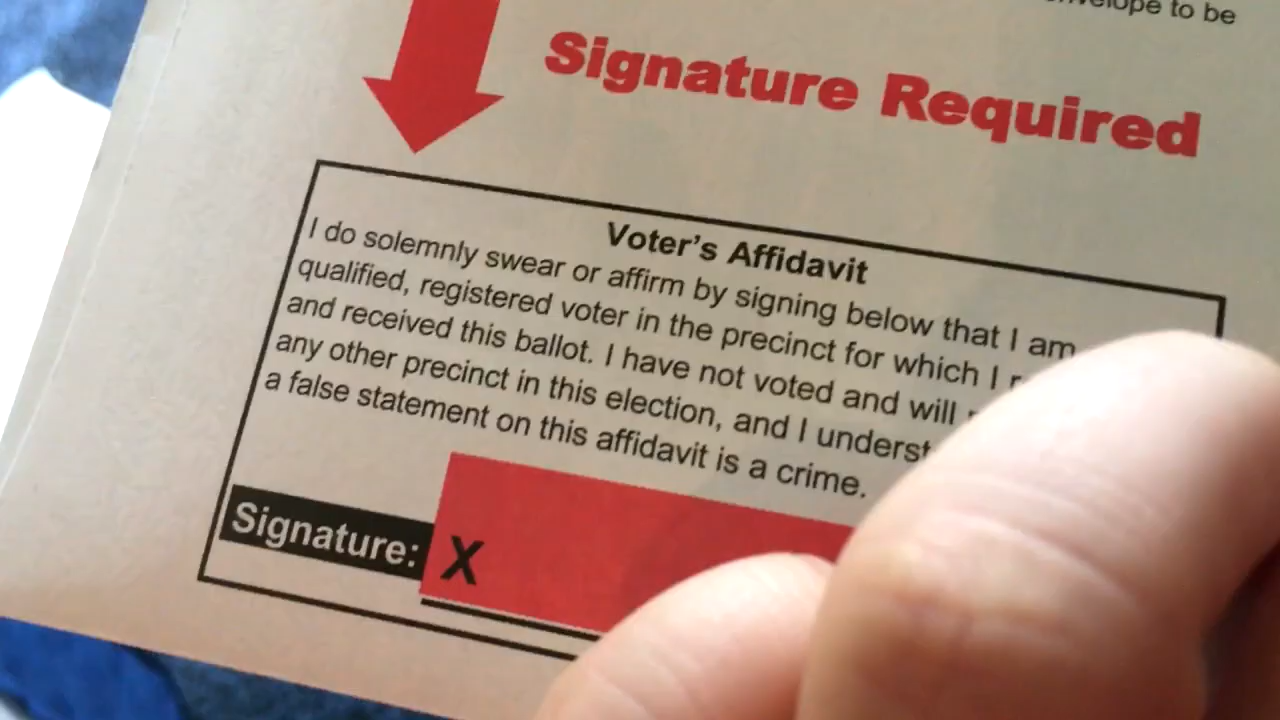 to be
Signature Required
Voter's Affidavit
I do solemnly swear or affirm by signing below that I am
qualified, registered voter in the precinct for which I
and received this ballot. I have not voted and will
any other precinct in this election, and I
a false statement on this affidavit is a crime.
Signature: X